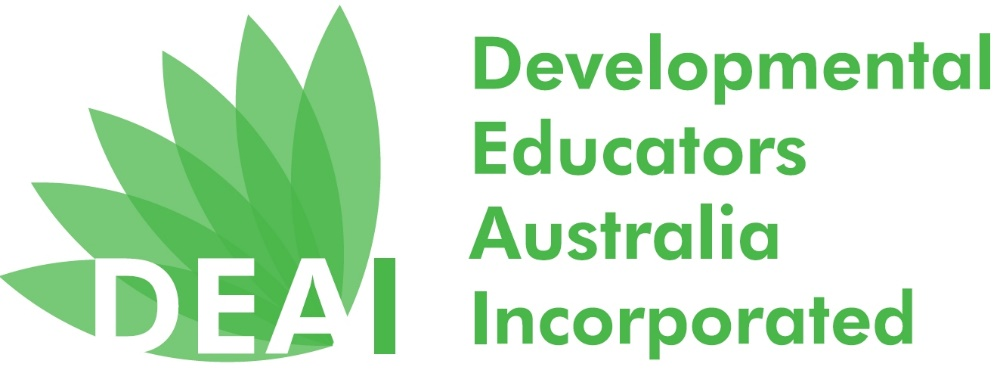 DEAI
Developmental
Educators
Australia
Incorporated